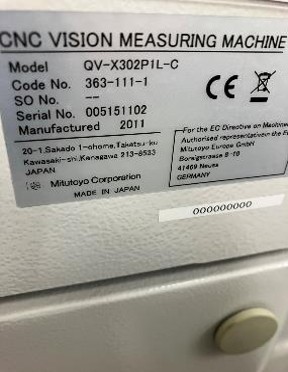 CNC VISION MEASURING MACHINE
Model QV-X302P1L-C
Code No. 363-111-1
SO No. --
Serial No. 005151102
Manufactured 2011
20-1, Sakado 1-chome, Takatsu-ku
Kawasaki-shi, Kanagawa 213-8533
JAPAN
Mitutoyo Corporation
MADE IN JAPAN
CE
For the EC Directive on Machine
Authorised representative in the E
Mitutoyo Europe GmbH
Borsigstrasse 8-10
41469 Neuss
GERMANY
000000000